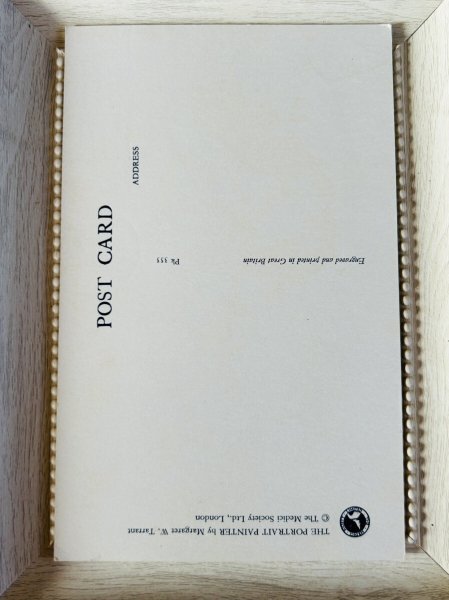 POST CARD
ADDRESS
Pk 355
Engraved and printed in Great Britain
THE PORTRAIT PAINTER by Margaret W. Tarrant
© The Medici Society Ltd., London